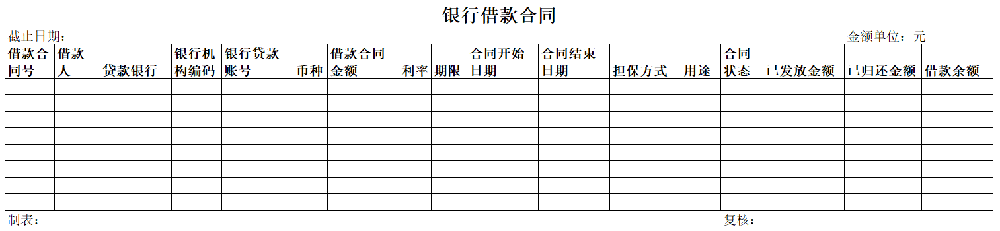 银行借款合同
截止日期： 金额单位：元
借款合同号 借款人 贷款银行 银行机构编码 银行贷款账号 币种 借款合同金额 利率 期限 合同开始日期 合同结束日期 担保方式 用途 合同状态 已发放金额 已归还金额 借款余额
制表： 复核：